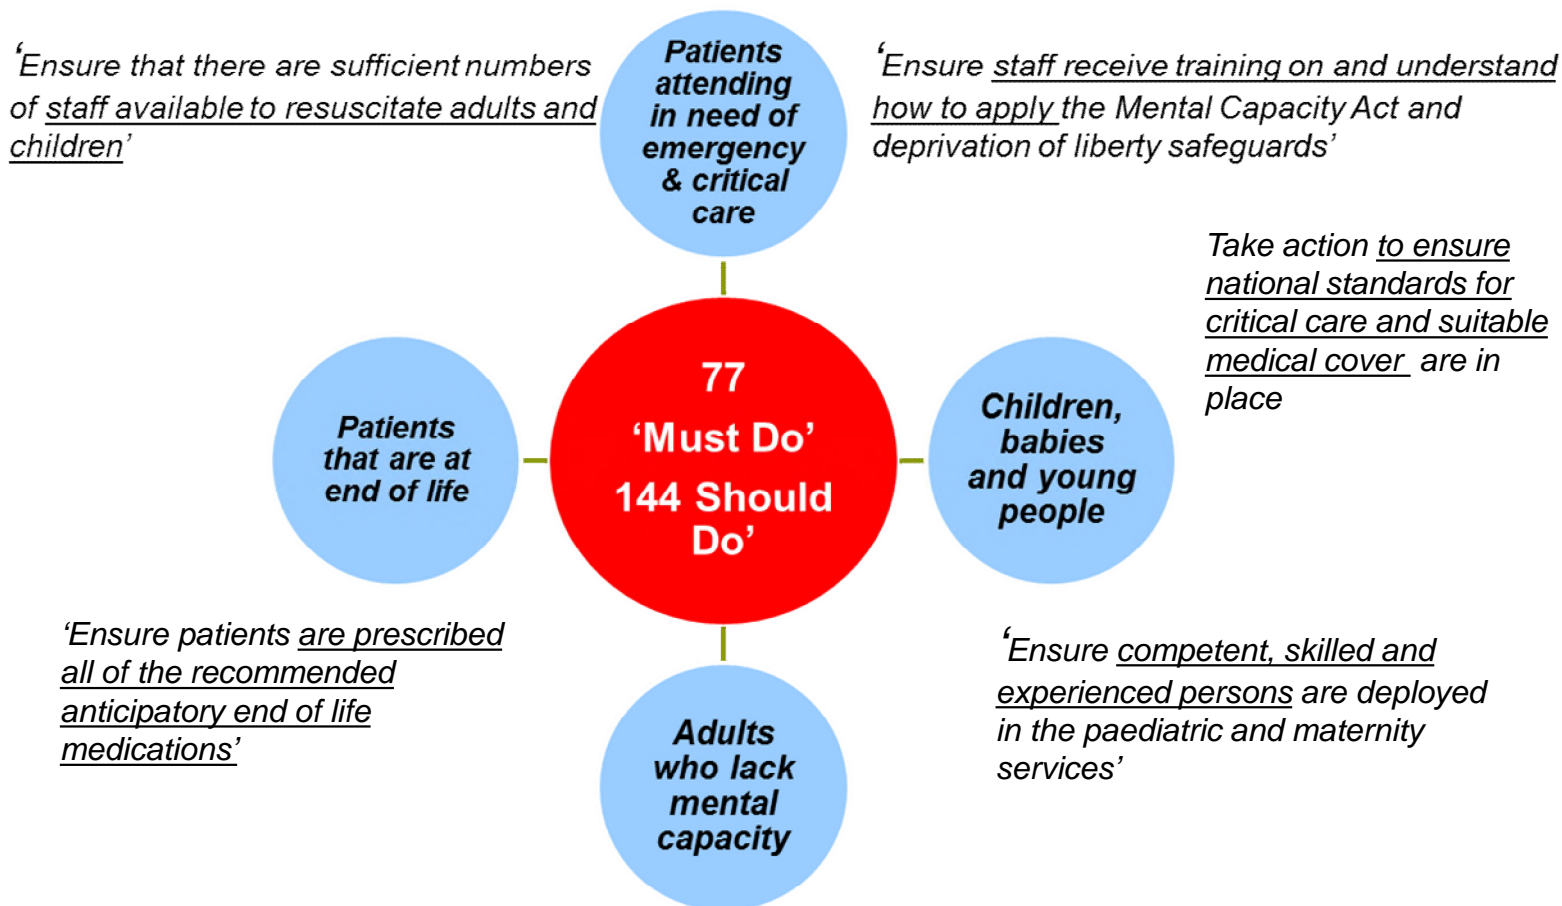 ‘Ensure that there are sufficient numbers
of staff available to resuscitate adults and
children’
Patients
attending
in need of
emergency
& critical
care
‘Ensure staff receive training on and understand
how to apply the Mental Capacity Act and
deprivation of liberty safeguards’
Take action to ensure
national standards for
critical care and suitable
medical cover are in
place
Patients
that are at
end of life
77
‘Must Do’
144 Should
Do’
Children,
babies
and young
people
‘Ensure patients are prescribed
all of the recommended
anticipatory end of life
medications’
Adults
who lack
mental
capacity
‘Ensure competent, skilled and
experienced persons are deployed
in the paediatric and maternity
services’